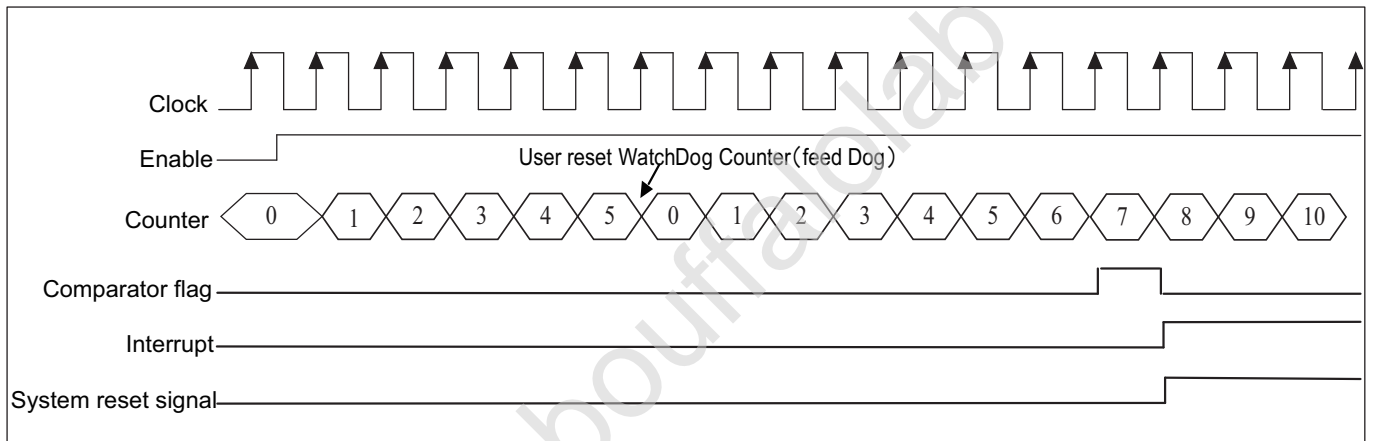 Clock
Enable
User reset WatchDog Counter(feed Dog)
Counter 0 1 2 3 4 5 0 1 2 3 4 5 6 7 8 9 10
Comparator flag
Interrupt
System reset signal
bouffalolab